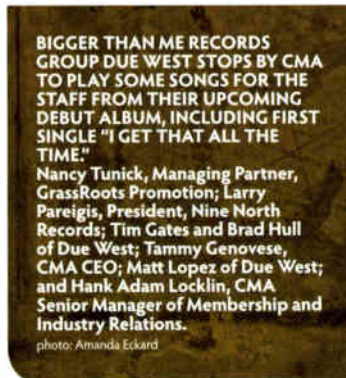 BIGGER THAN ME RECORDS
GROUP DUE WEST STOPS BY CMA
TO PLAY SOME SONGS FOR THE
STAFF FROM THEIR UPCOMING
DEBUT ALBUM, INCLUDING FIRST
SINGLE “I GET THAT ALL THE
TIME.”
Nancy Tunick, Managing Partner,
GrassRoots Promotion; Larry
Pareigis, President, Nine North
Records; Tim Gates and Brad Hull
of Due West; Tammy Genovese,
CMA CEO; Matt Lopez of Due West;
and Hank Adam Locklin, CMA
Senior Manager of Membership and
Industry Relations.
photo: Amanda Eckard